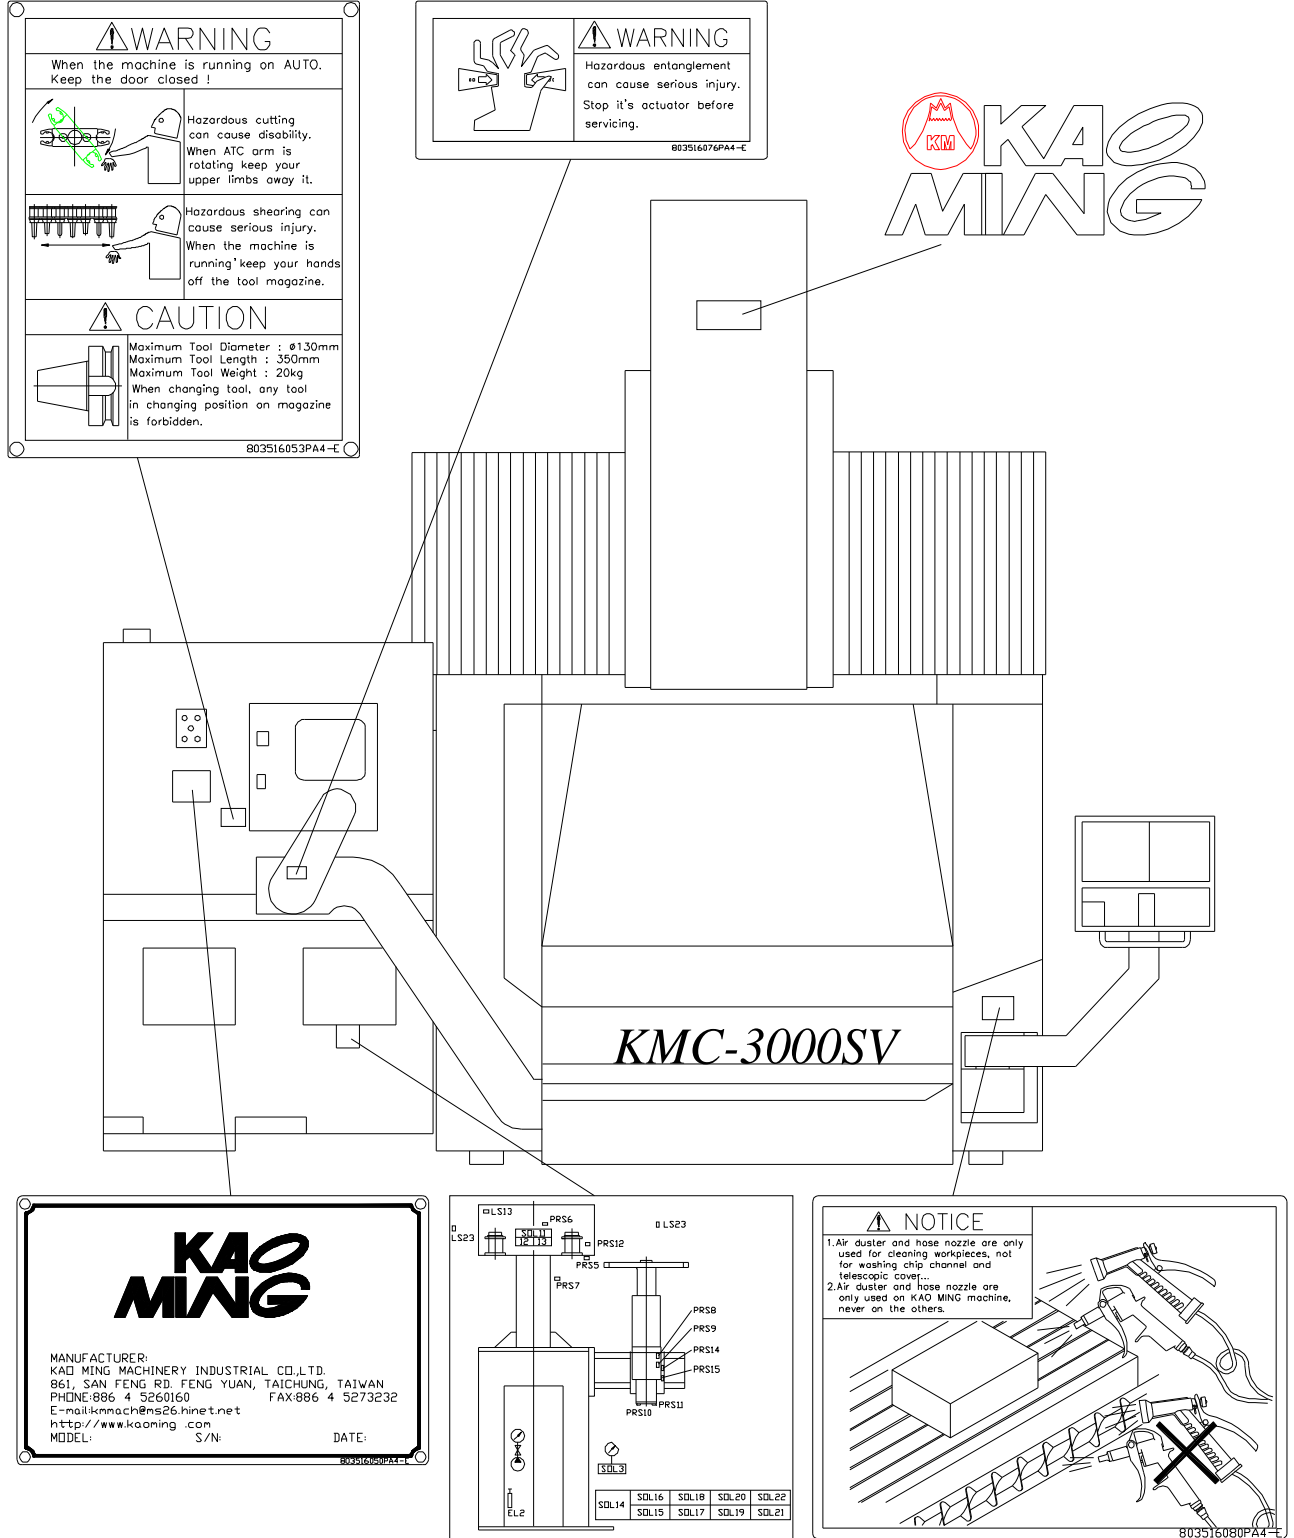 WARNING
When the machine is running on AUTO.
Keep the door closed !
Hazardous cutting
can cause disability.
When ATC arm is
rotating keep your
upper limbs away it.
Hazardous shearing can
cause serious injury.
When the machine is
running'keep your hands
off the tool magazine.
CAUTION
Maximum Tool Diameter : ø130mm
Maximum Tool Length : 350mm
Maximum Tool Weight : 20kg
When changing tool, any tool
in changing position on magazine
is forbidden.
803516053PA4-E
WARNING
Hazardous entanglement
can cause serious injury.
Stop it's actuator before
servicing.
803516076PA4-E
KM
KAO
MING
KMC-3000SV
KAO
MING
MANUFACTURER:
KAO MING MACHINERY INDUSTRIAL CO.,LTD.
861, SAN FENG RD. FENG YUAN, TAICHUNG, TAIWAN
PHONE:886 4 5260160 FAX:886 4 5273232
E-mail:kmmach@ms26.hinet.net
http://www.kaoming .com
MODEL: S/N: DATE:
803516050PA4-E
LS13
PRS6
LS23
LS23
SOL11
12 13
PRS12
PRS5
PRS7
PRS8
PRS9
PRS14
PRS15
PRS11
PRS10
SOL3
EL2
SOL14 SOL16 SOL18 SOL20 SOL22
SOL15 SOL17 SOL19 SOL21
NOTICE
1.Air duster and hose nozzle are only
used for cleaning workpieces, not
for washing chip channel and
telescopic cover...
2.Air duster and hose nozzle are
only used on KAO MING machine,
never on the others.
803516080PA4-E